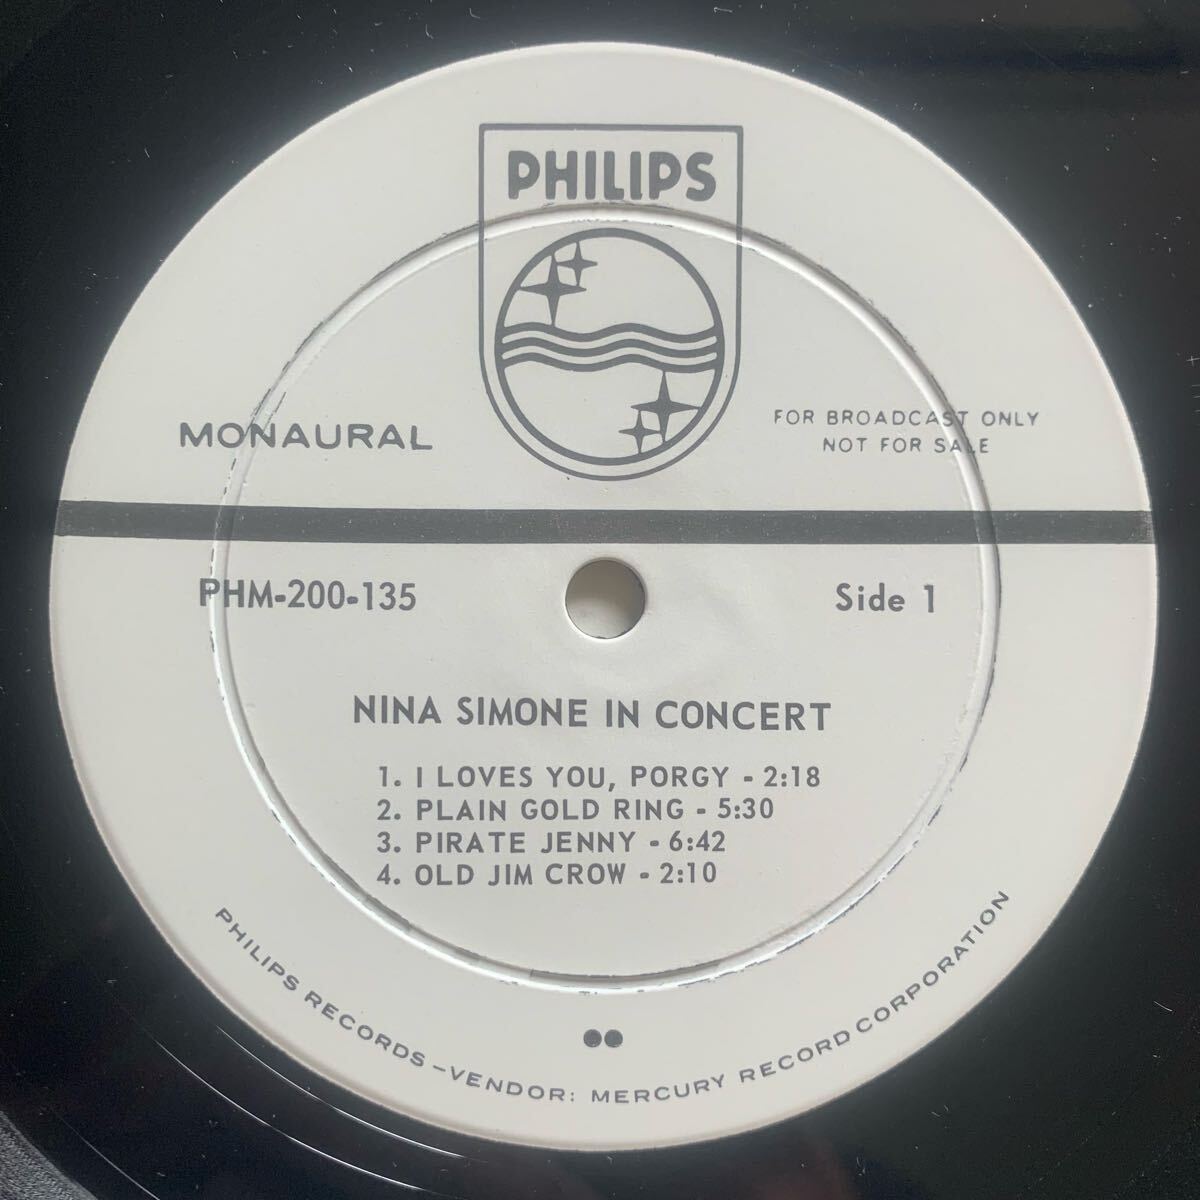 PHILIPS
MONAURAL
FOR BROADCAST ONLY
NOT FOR SALE
PHM-200-135
Side 1
NINA SIMONE IN CONCERT
1. I LOVES YOU, PORGY - 2:18
2. PLAIN GOLD RING - 5:30
3. PIRATE JENNY - 6:42
4. OLD JIM CROW - 2:10
PHILIPS RECORDS – VENDOR: MERCURY RECORD CORPORATION